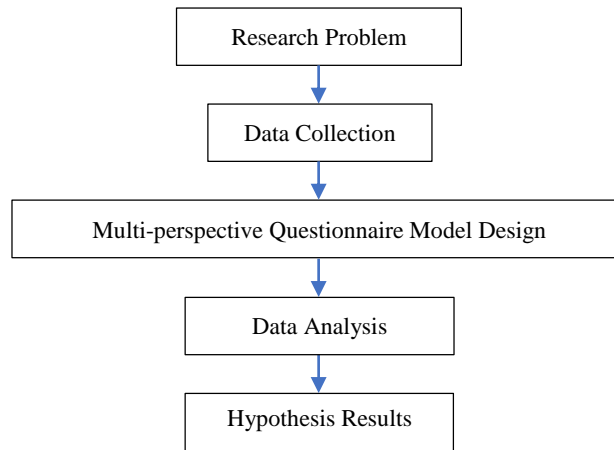 Research Problem
Data Collection
Multi-perspective Questionnaire Model Design
Data Analysis
Hypothesis Results